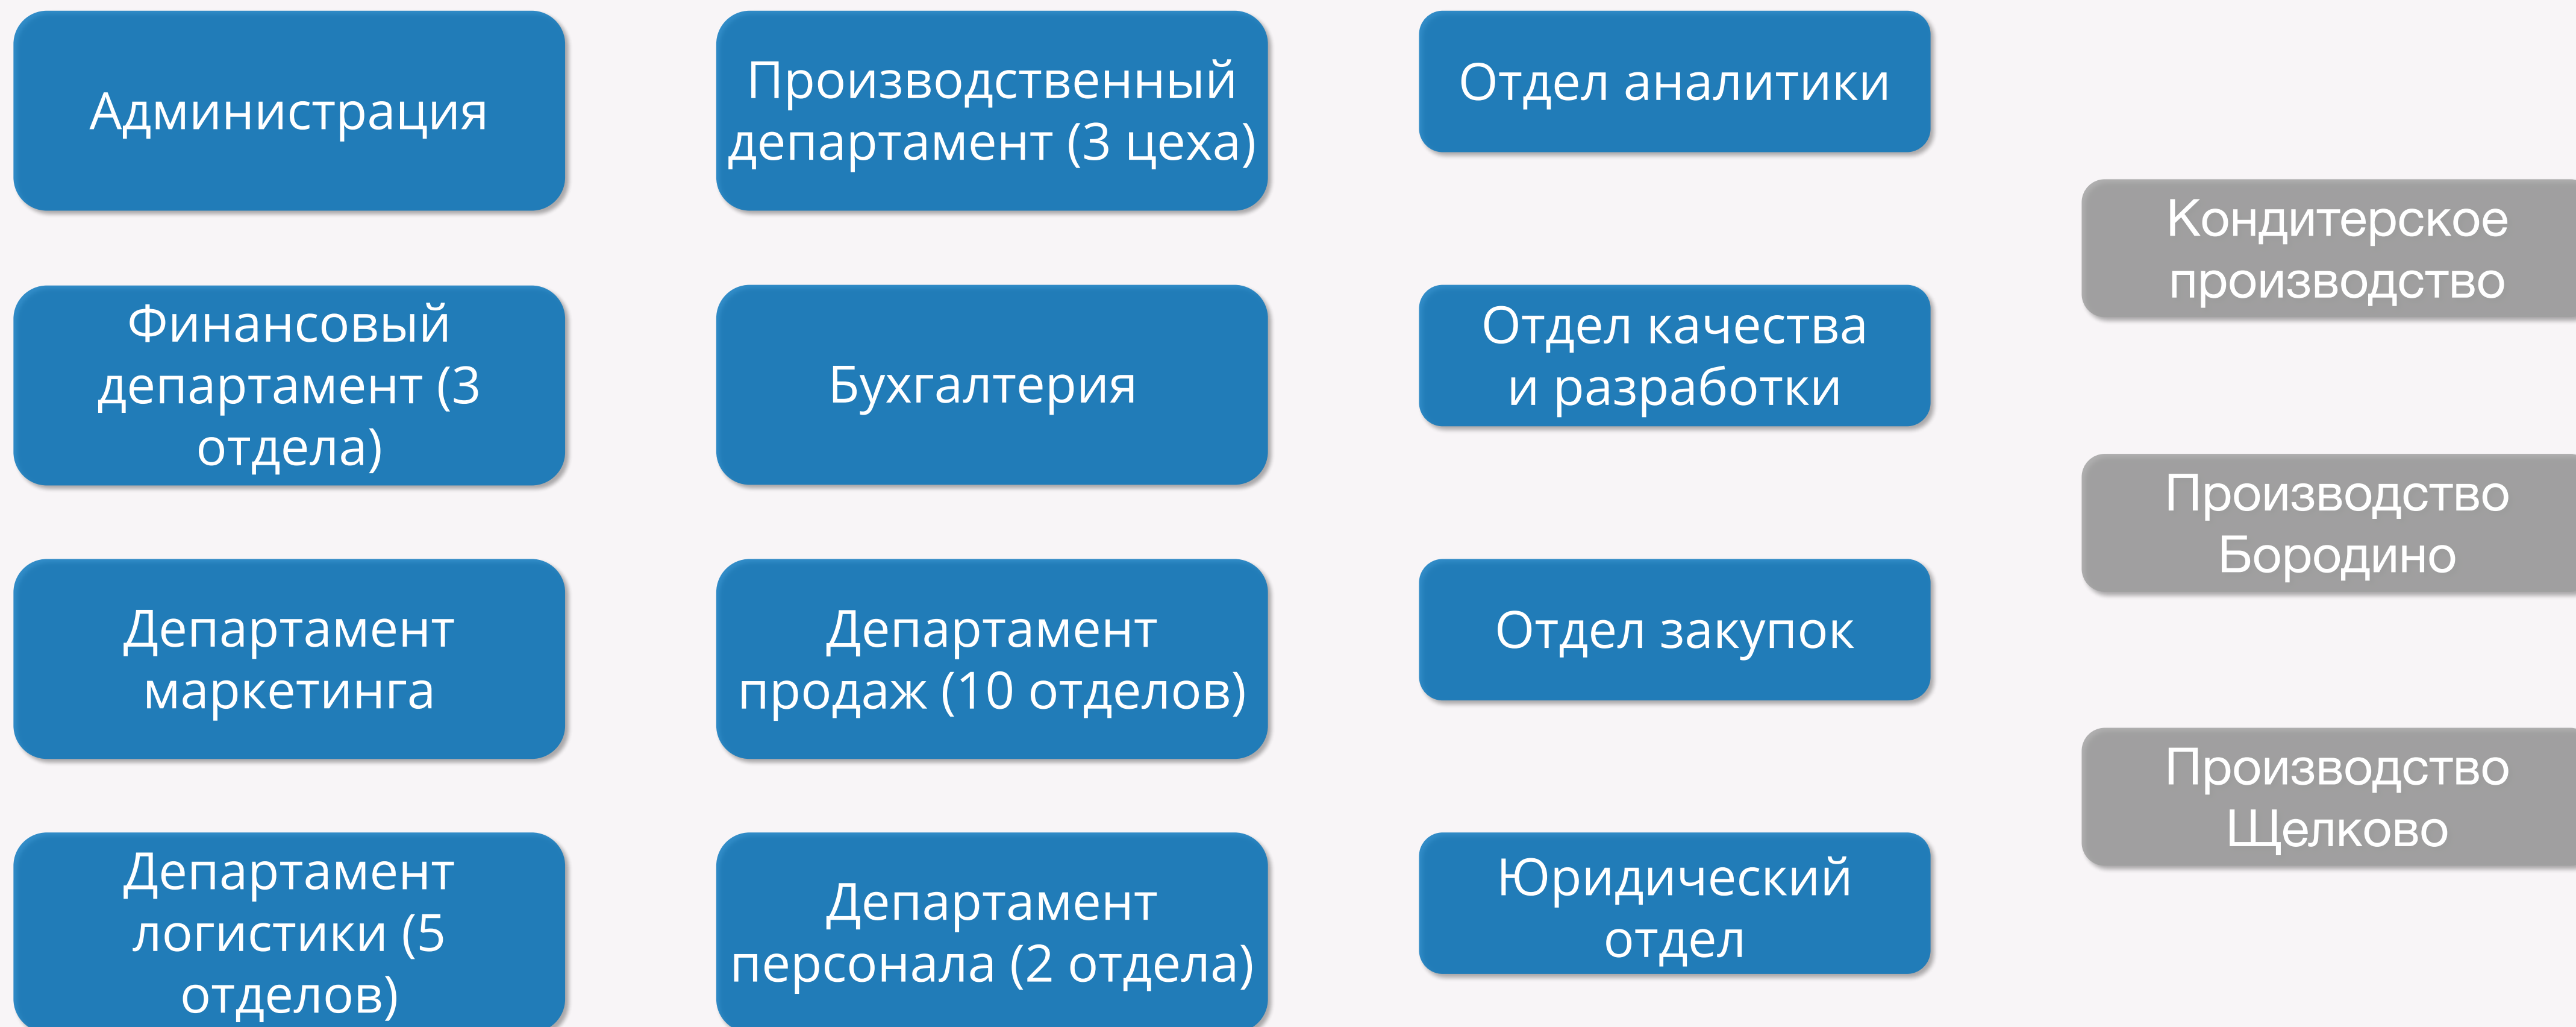 Администрация
Производственный
департамент (3 цеха)
Отдел аналитики
Кондитерское
производство
Финансовый
департамент (3
отдела)
Бухгалтерия
Отдел качества
и разработки
Производство
Бородино
Департамент
маркетинга
Департамент
продаж (10 отделов)
Отдел закупок
Производство
Щелково
Департамент
логистики (5
отделов)
Департамент
персонала (2 отдела)
Юридический
отдел